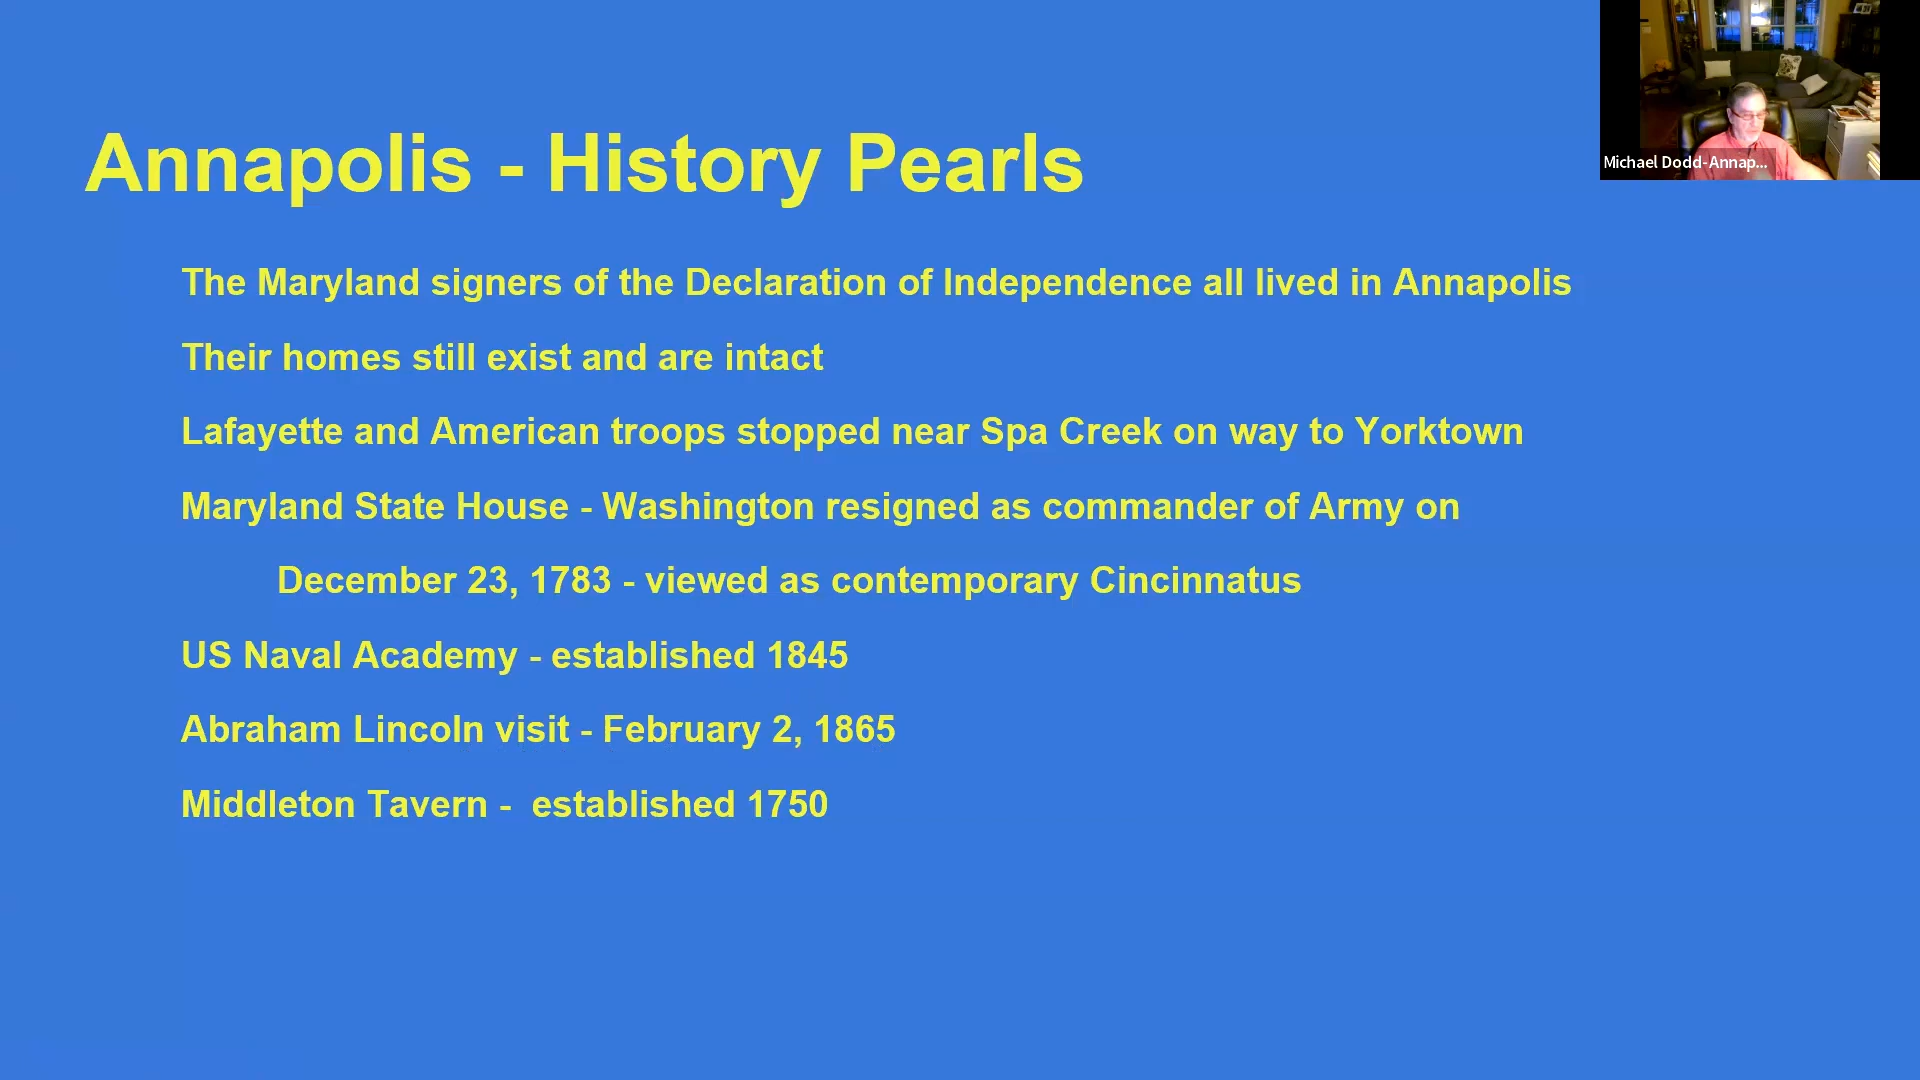 Annapolis - History Pearls
Michael Dodd-Annap...
The Maryland signers of the Declaration of Independence all lived in Annapolis
Their homes still exist and are intact
Lafayette and American troops stopped near Spa Creek on way to Yorktown
Maryland State House - Washington resigned as commander of Army on
December 23, 1783 - viewed as contemporary Cincinnatus
US Naval Academy - established 1845
Abraham Lincoln visit - February 2, 1865
Middleton Tavern -  established 1750